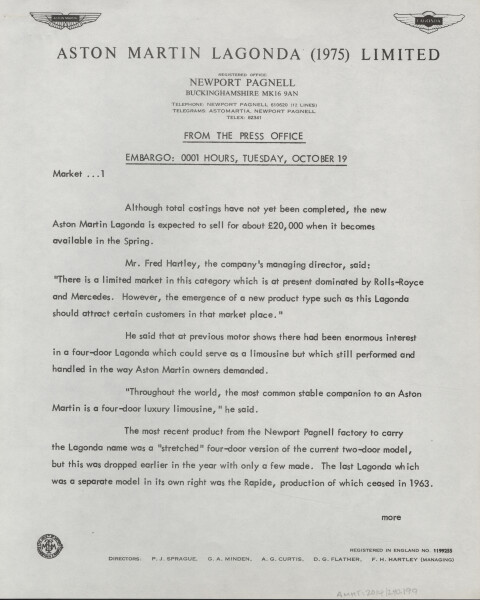 ASTON MARTIN LAGONDA (1975) LIMITED
REGISTERED OFFICE
NEWPORT PAGNELL
BUCKINGHAMSHIRE MK16 9AN
TELEPHONE: NEWPORT PAGNELL 610620 (12 LINES)
TELEGRAMS: ASTOMARTIA, NEWPORT PAGNELL
TELEX: 82341
FROM THE PRESS OFFICE
EMBARGO: 0001 HOURS, TUESDAY, OCTOBER 19
Market ...1
Although total costings have not yet been completed, the new
Aston Martin Lagonda is expected to sell for about £20,000 when it becomes
available in the Spring.
Mr. Fred Hartley, the company's managing director, said:
"There is a limited market in this category which is at present dominated by Rolls-Royce
and Mercedes. However, the emergence of a new product type such as this Lagonda
should attract certain customers in that market place."
He said that at previous motor shows there had been enormous interest
in a four-door Lagonda which could serve as a limousine but which still performed and
handled in the way Aston Martin owners demanded.
"Throughout the world, the most common stable companion to an Aston
Martin is a four-door luxury limousine," he said.
The most recent product from the Newport Pagnell factory to carry
the Lagonda name was a "stretched" four-door version of the current two-door model,
but this was dropped earlier in the year with only a few made. The last Lagonda which
was a separate model in its own right was the Rapide, production of which ceased in 1963.
more
REGISTERED IN ENGLAND NO. 1199255
DIRECTORS: P. J. SPRAGUE, G. A. MINDEN, A. G. CURTIS, D. G. FLATHER, F. H. HARTLEY (MANAGING)